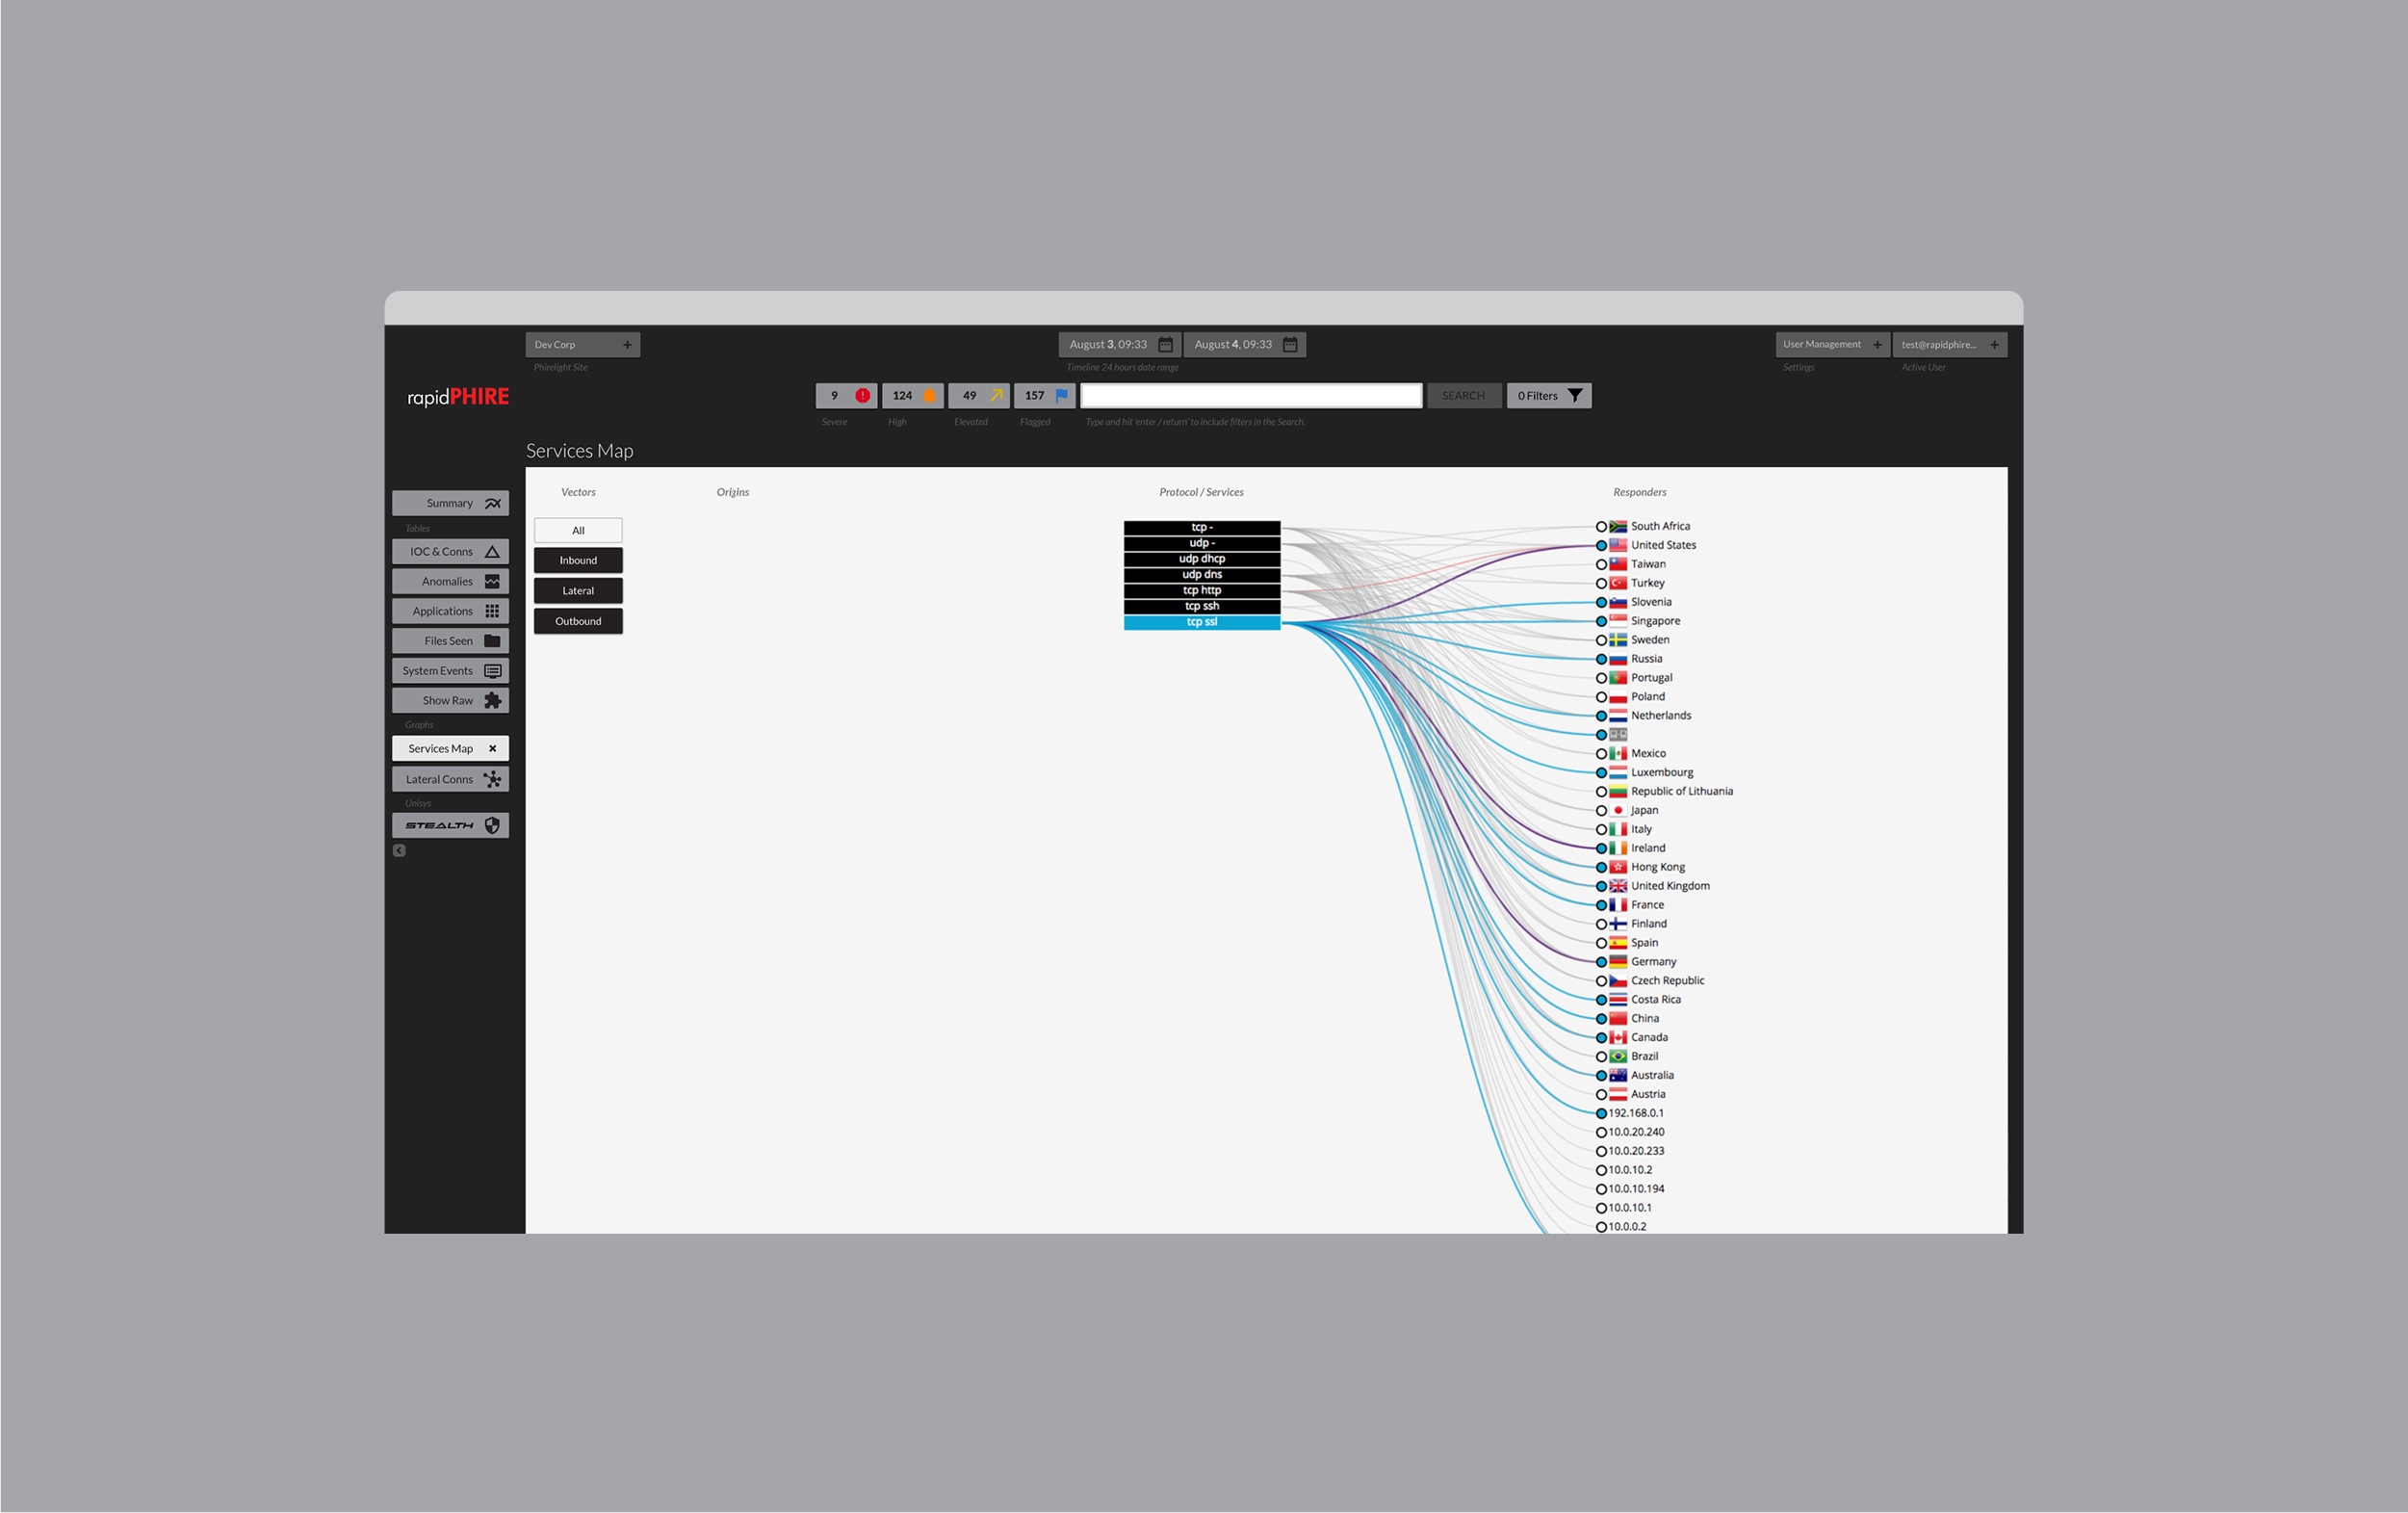 Dev Corp +
Phirelight Site
August 3, 09:33
August 4, 09:33
Timeline 24 hours date range
User Management +
Settings
test@rapidphire... +
Active User
rapidPHIRE
9
Severe
124
High
49
Elevated
157
Flagged
SEARCH
0 Filters
Type and hit 'enter / return' to include filters in the Search.
Services Map
Summary
Tables
IOC & Conns
Anomalies
Applications
Files Seen
System Events
Show Raw
Graphs
Services Map
Lateral Conns
Unisys
STEALTH
Vectors
All
Inbound
Lateral
Outbound
Origins
Protocol / Services
tcp -
udp -
udp dhcp
udp dns
tcp http
tcp ssh
tcp ssl
Responders
South Africa
United States
Taiwan
Turkey
Slovenia
Singapore
Sweden
Russia
Portugal
Poland
Netherlands
Mexico
Luxembourg
Republic of Lithuania
Japan
Italy
Ireland
Hong Kong
United Kingdom
France
Finland
Spain
Germany
Czech Republic
Costa Rica
China
Canada
Brazil
Australia
Austria
192.168.0.1
10.0.20.240
10.0.20.233
10.0.10.2
10.0.10.194
10.0.10.1
10.0.0.2